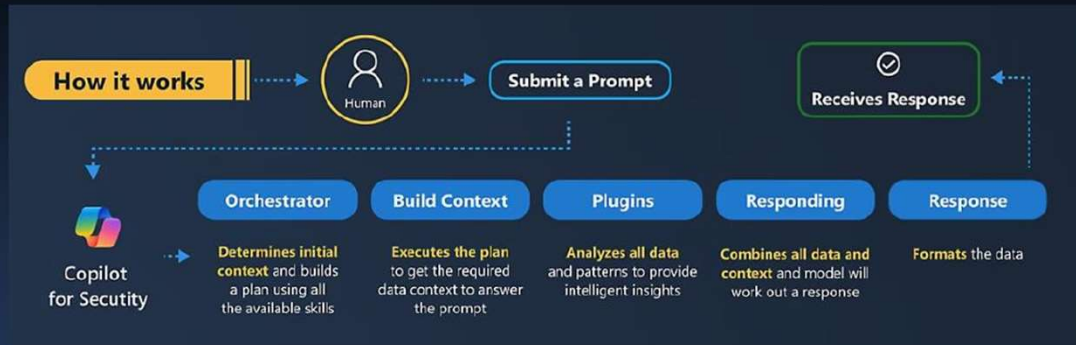 How it works
Human
Submit a Prompt
Receives Response
Copilot
for Secutity
Orchestrator
Determines initial
context and builds
a plan using all
the available skills
Build Context
Executes the plan
to get the required
data context to answer
the prompt
Plugins
Analyzes all data
and patterns to provide
intelligent insights
Responding
Combines all data and
context and model will
work out a response
Response
Formats the data